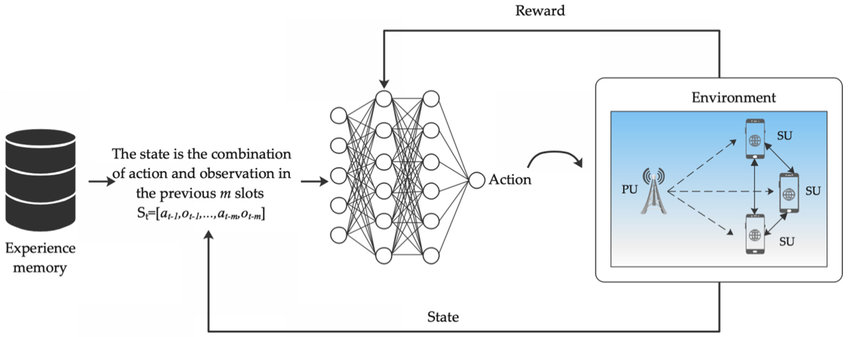 Reward
Environment
SU
PU
SU
SU
The state is the combination
of action and observation in
the previous m slots
Sₜ=[aₜ₋₁,oₜ₋₁,...,aₜ₋ₘ,oₜ₋ₘ]
Action
Experience
memory
State